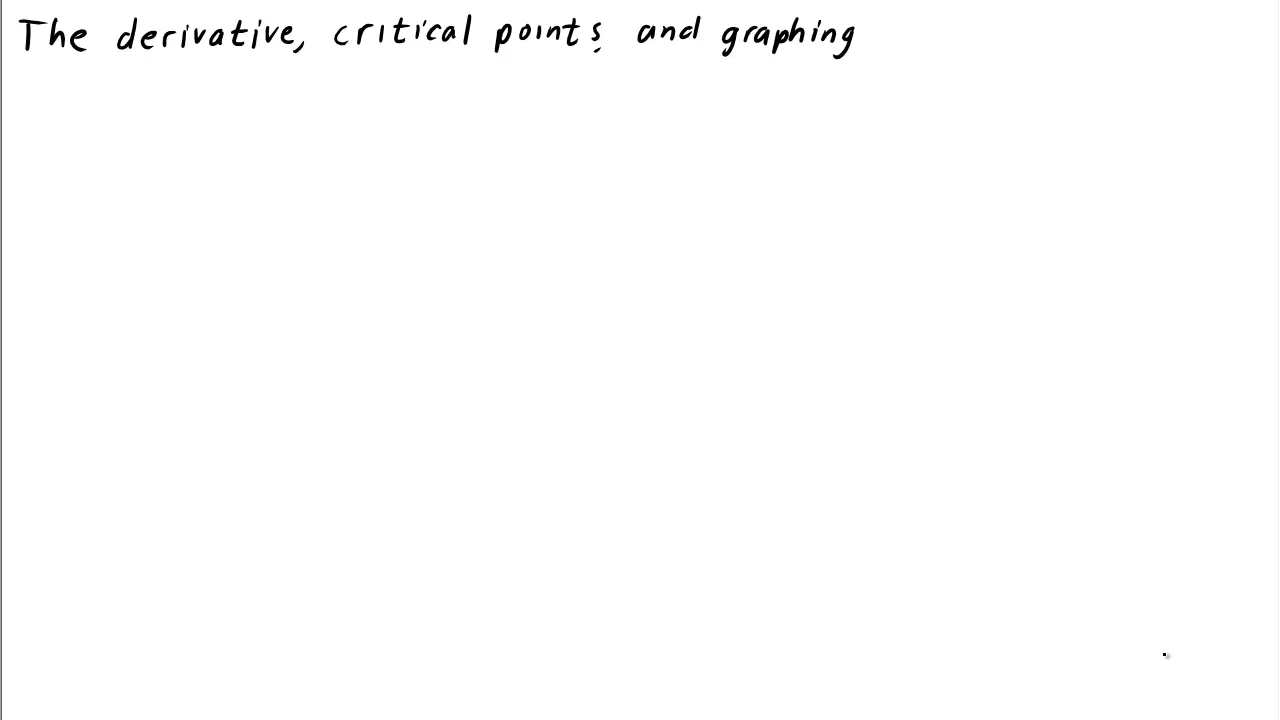 The derivative, critical points, and graphing